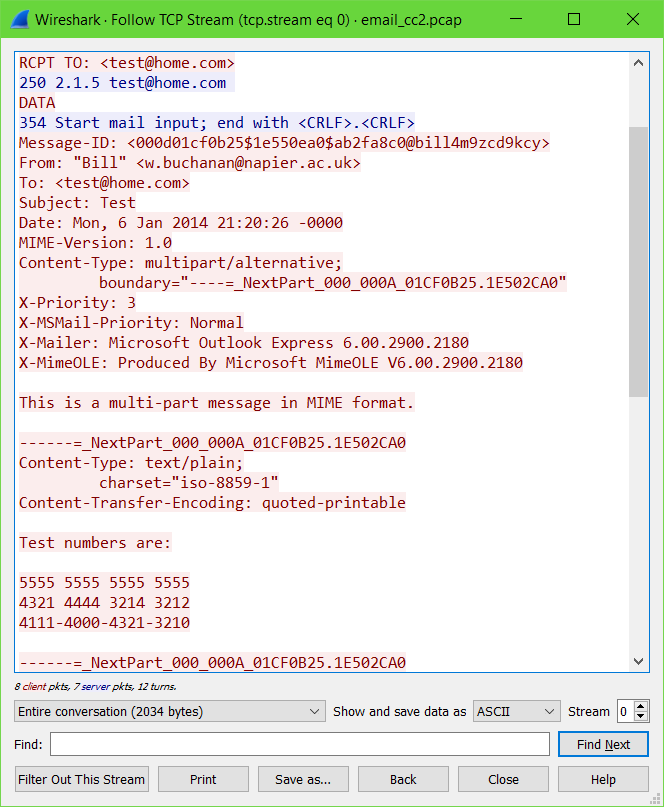 Wireshark · Follow TCP Stream (tcp.stream eq 0) · email_cc2.pcap
RCPT TO: <test@home.com>
250 2.1.5 test@home.com
DATA
354 Start mail input; end with <CRLF>.<CRLF>
Message-ID: <000d01cf0b25$1e550ea0$ab2fa8c0@bill4m9zcd9kcy>
From: "Bill" <w.buchanan@napier.ac.uk>
To: <test@home.com>
Subject: Test
Date: Mon, 6 Jan 2014 21:20:26 -0000
MIME-Version: 1.0
Content-Type: multipart/alternative;
boundary="----=_NextPart_000_000A_01CF0B25.1E502CA0"
X-Priority: 3
X-MSMail-Priority: Normal
X-Mailer: Microsoft Outlook Express 6.00.2900.2180
X-MimeOLE: Produced By Microsoft MimeOLE V6.00.2900.2180
This is a multi-part message in MIME format.
------=_NextPart_000_000A_01CF0B25.1E502CA0
Content-Type: text/plain;
charset="iso-8859-1"
Content-Transfer-Encoding: quoted-printable
Test numbers are:
5555 5555 5555 5555
4321 4444 3214 3212
4111-4000-4321-3210
------=_NextPart_000_000A_01CF0B25.1E502CA0
8 client pkts, 7 server pkts, 12 turns.
Entire conversation (2034 bytes) Show and save data as ASCII Stream 0
Find: Find Next
Filter Out This Stream Print Save as... Back Close Help